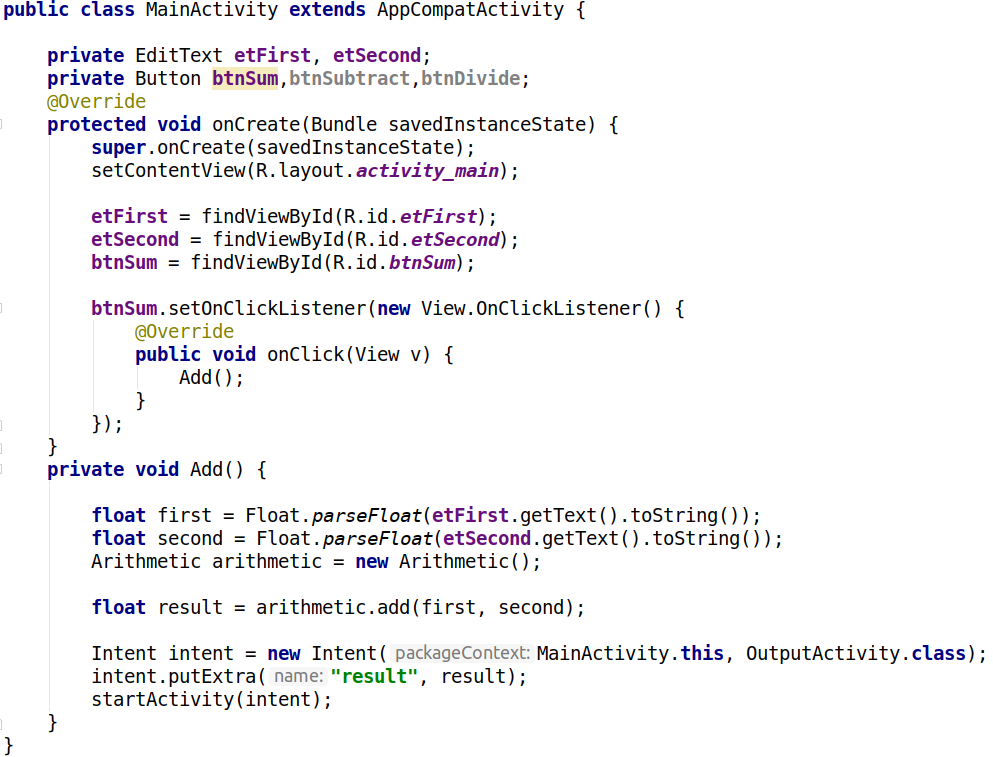 public class MainActivity extends AppCompatActivity {
private EditText etFirst, etSecond;
private Button btnSum,btnSubtract,btnDivide;
@Override
protected void onCreate(Bundle savedInstanceState) {
super.onCreate(savedInstanceState);
setContentView(R.layout.activity_main);
etFirst = findViewById(R.id.etFirst);
etSecond = findViewById(R.id.etSecond);
btnSum = findViewById(R.id.btnSum);
btnSum.setOnClickListener(new View.OnClickListener() {
@Override
public void onClick(View v) {
Add();
}
});
}
private void Add() {
float first = Float.parseFloat(etFirst.getText().toString());
float second = Float.parseFloat(etSecond.getText().toString());
Arithmetic arithmetic = new Arithmetic();
float result = arithmetic.add(first, second);
Intent intent = new Intent( packageContext: MainActivity.this, OutputActivity.class);
intent.putExtra( name: "result", result);
startActivity(intent);
}
}